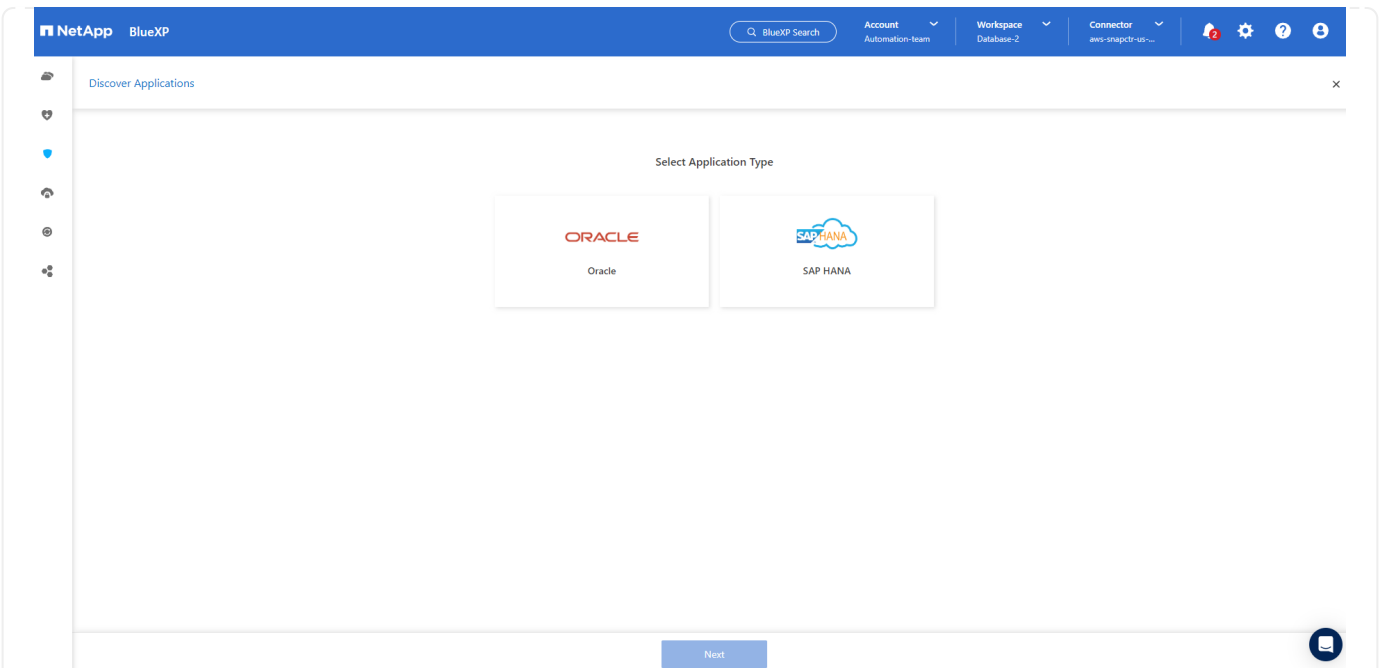 NetApp BlueXP
BlueXP Search
Account
Automation-team
Workspace
Database-2
Connector
aws-snapctr-us-...
2
Discover Applications
Select Application Type
ORACLE
Oracle
SAP HANA
SAP HANA
Next